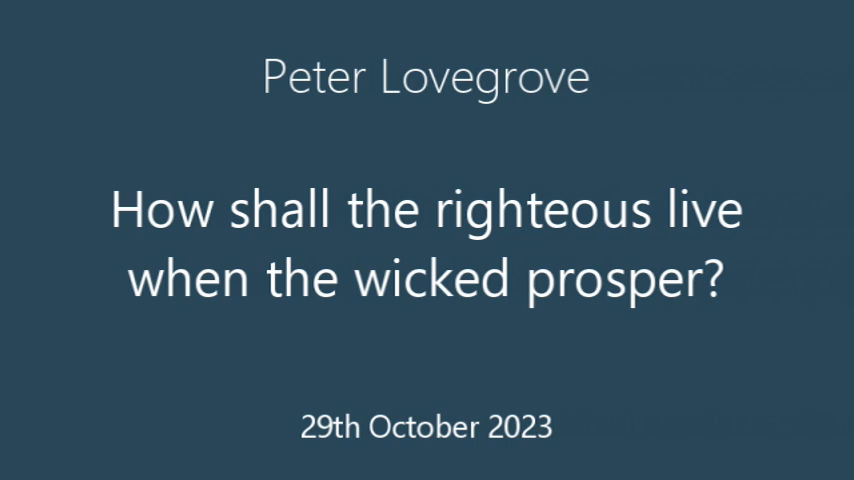 Peter Lovegrove
How shall the righteous live
when the wicked prosper?
29th October 2023